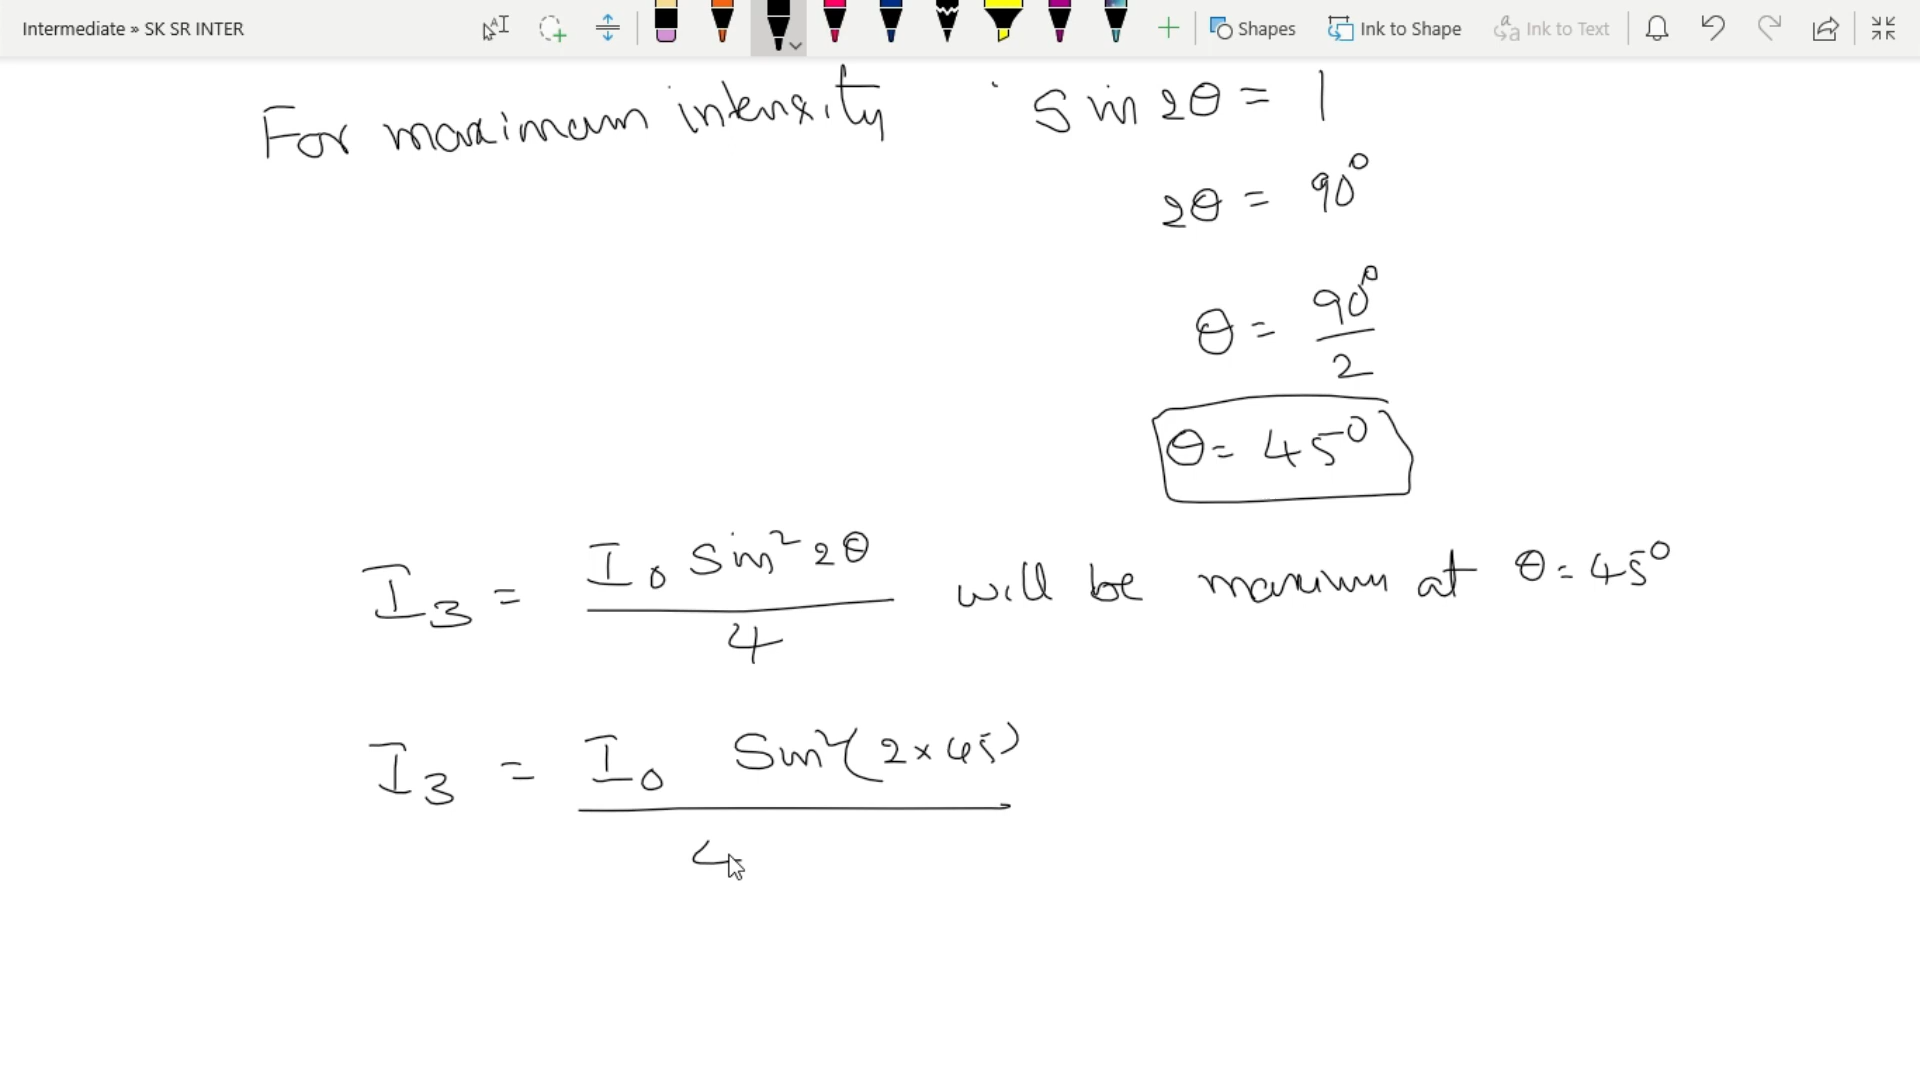 Intermediate » SK SR INTER Shapes Ink to Shape Ink to Text
For maximum intensity sin 2θ = 1
2θ = 90°
θ = 90° / 2
θ = 45°
I₃ = I₀ Sin² 2θ / 4 will be maximum at θ = 45°
I₃ = I₀ Sin² (2 × 45) / 4